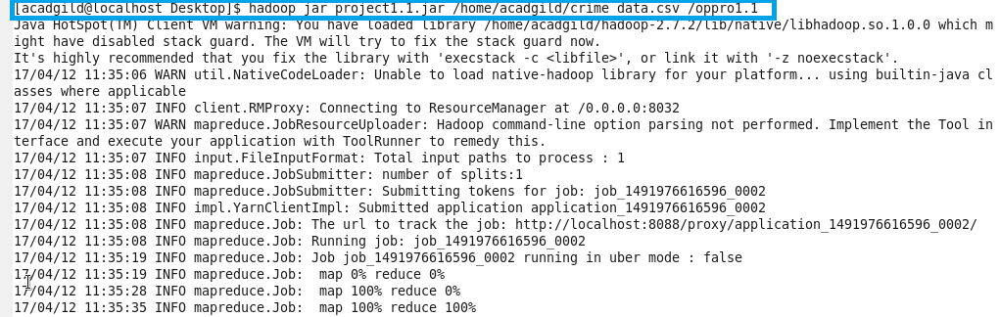 [acadgild@localhost Desktop]$ hadoop jar project1.1.jar /home/acadgild/crime_data.csv /oppro1.1
Java HotSpot(TM) Client VM warning: You have loaded library /home/acadgild/hadoop-2.7.2/lib/native/libhadoop.so.1.0.0 which m
ight have disabled stack guard. The VM will try to fix the stack guard now.
It's highly recommended that you fix the library with 'execstack -c <libfile>', or link it with '-z noexecstack'.
17/04/12 11:35:06 WARN util.NativeCodeLoader: Unable to load native-hadoop library for your platform... using builtin-java cl
asses where applicable
17/04/12 11:35:07 INFO client.RMProxy: Connecting to ResourceManager at /0.0.0.0:8032
17/04/12 11:35:07 WARN mapreduce.JobResourceUploader: Hadoop command-line option parsing not performed. Implement the Tool in
terface and execute your application with ToolRunner to remedy this.
17/04/12 11:35:07 INFO input.FileInputFormat: Total input paths to process : 1
17/04/12 11:35:08 INFO mapreduce.JobSubmitter: number of splits:1
17/04/12 11:35:08 INFO mapreduce.JobSubmitter: Submitting tokens for job: job_1491976616596_0002
17/04/12 11:35:08 INFO impl.YarnClientImpl: Submitted application application_1491976616596_0002
17/04/12 11:35:08 INFO mapreduce.Job: The url to track the job: http://localhost:8088/proxy/application_1491976616596_0002/
17/04/12 11:35:08 INFO mapreduce.Job: Running job: job_1491976616596_0002
17/04/12 11:35:19 INFO mapreduce.Job: Job job_1491976616596_0002 running in uber mode : false
17/04/12 11:35:19 INFO mapreduce.Job:  map 0% reduce 0%
17/04/12 11:35:28 INFO mapreduce.Job:  map 100% reduce 0%
17/04/12 11:35:35 INFO mapreduce.Job:  map 100% reduce 100%